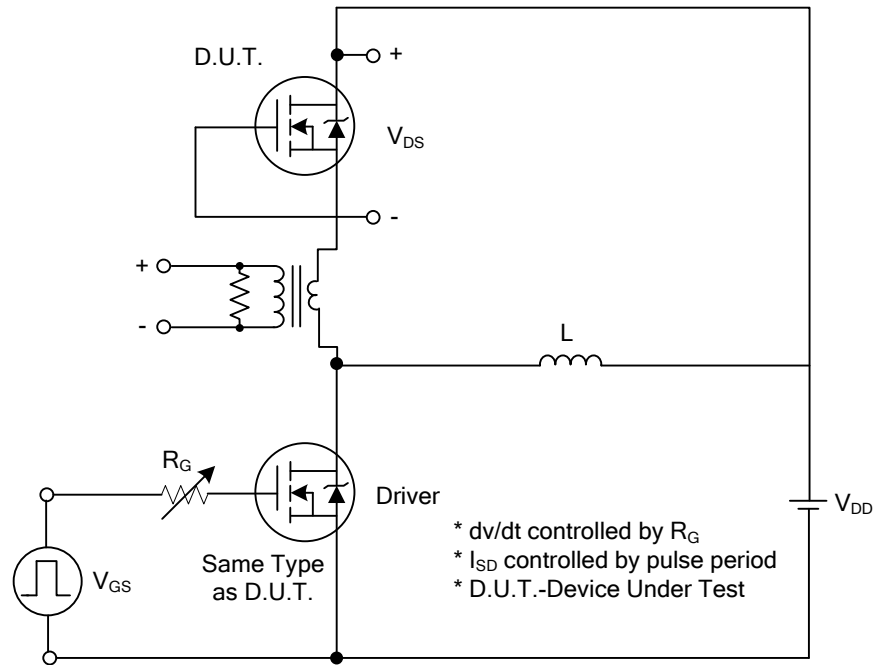 D.U.T.
+
V_DS
-
+
-
L
R_G
Driver
V_DD
V_GS
Same Type
as D.U.T.
* dv/dt controlled by R_G
* I_SD controlled by pulse period
* D.U.T.-Device Under Test